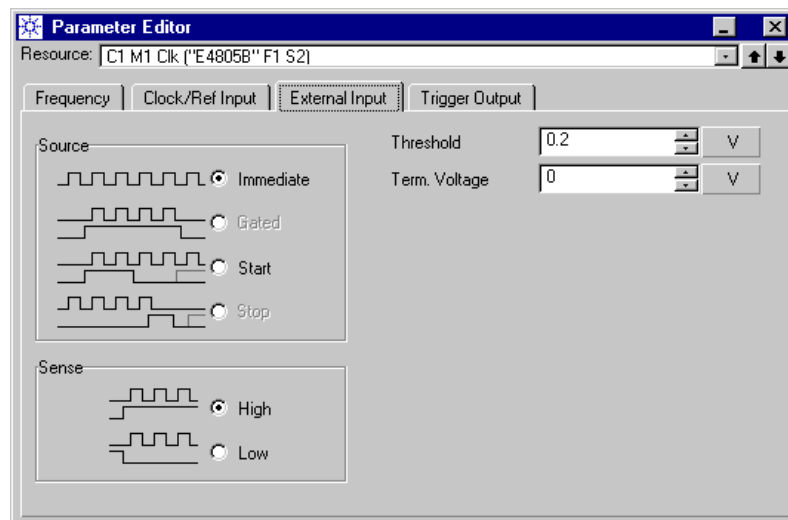 Parameter Editor
Resource: C1 M1 Clk ("E4805B" F1 S2)
Frequency Clock/Ref Input External Input Trigger Output
Source
Immediate
Gated
Start
Stop
Threshold 0.2 V
Term. Voltage 0 V
Sense
High
Low